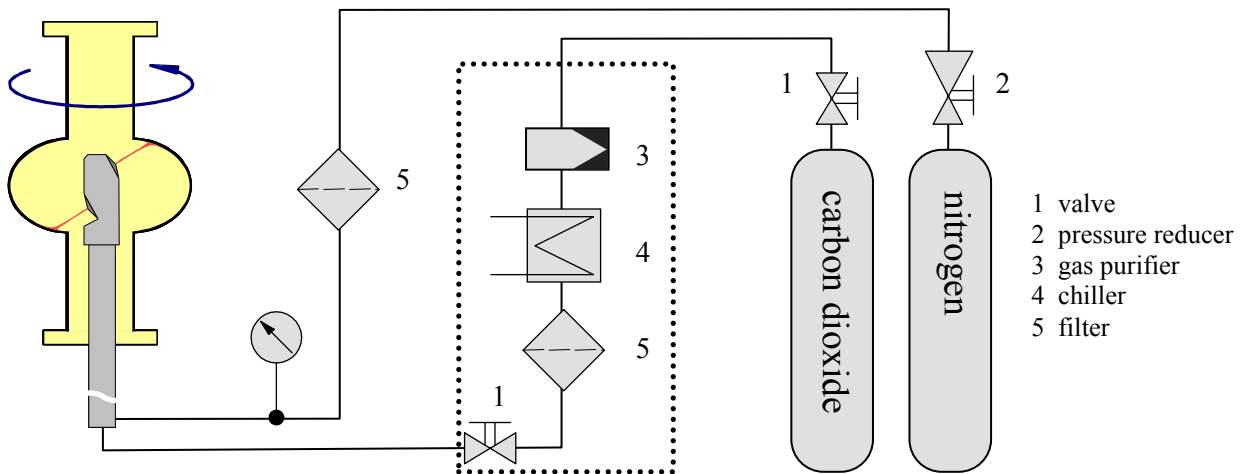 1
2
3
5
4
5
1
carbon dioxide
nitrogen
1 valve
2 pressure reducer
3 gas purifier
4 chiller
5 filter